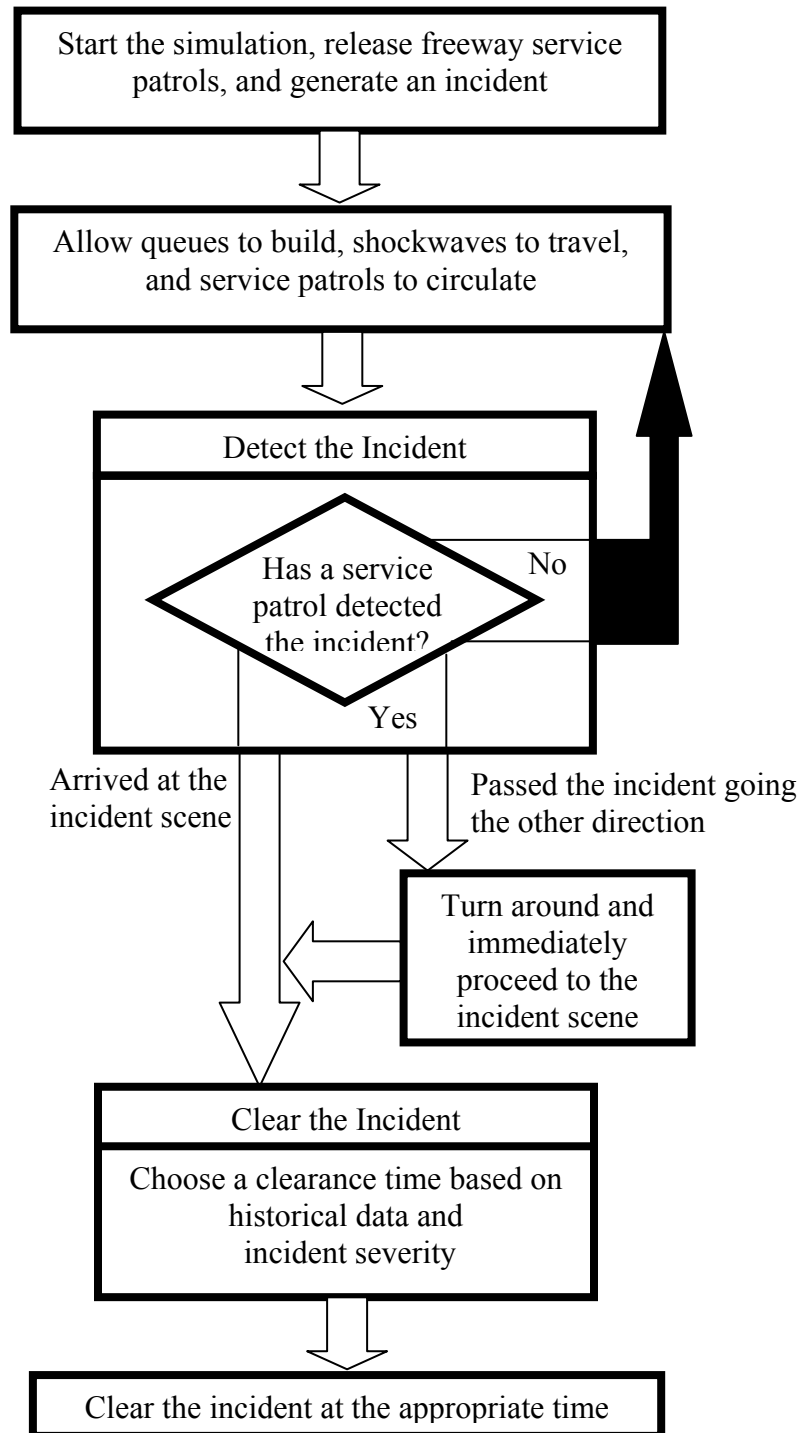 Start the simulation, release freeway service
patrols, and generate an incident
Allow queues to build, shockwaves to travel,
and service patrols to circulate
Detect the Incident
Has a service
patrol detected
the incident?
No
Yes
Arrived at the
incident scene
Passed the incident going
the other direction
Turn around and
immediately
proceed to the
incident scene
Clear the Incident
Choose a clearance time based on
historical data and
incident severity
Clear the incident at the appropriate time